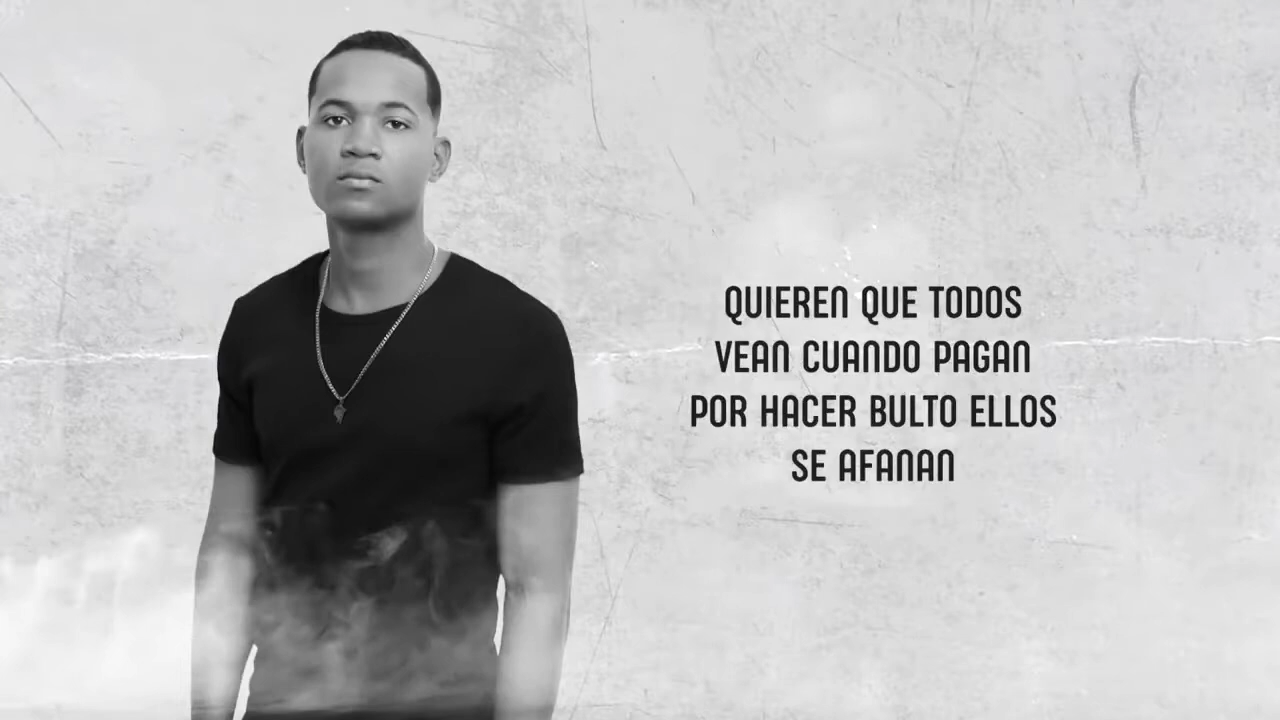 QUIEREN QUE TODOS
VEAN CUANDO PAGAN
POR HACER BULTO ELLOS
SE AFANAN